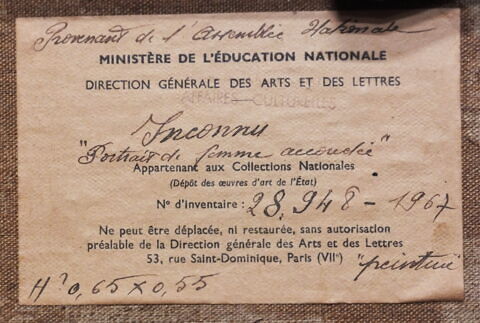 Provenant de l'Assemblée Nationale
MINISTÈRE DE L'ÉDUCATION NATIONALE
DIRECTION GÉNÉRALE DES ARTS ET DES LETTRES
AFFAIRES CULTURELLES
Inconnu
"Portrait de femme accoudée"
Appartenant aux Collections Nationales
(Dépôt des œuvres d'art de l'État)
N° d'inventaire : 28.948 - 1967
Ne peut être déplacée, ni restaurée, sans autorisation
préalable de la Direction générale des Arts et des Lettres
53, rue Saint-Dominique, Paris (VIIe) "peinture"
0,65 x 0,55